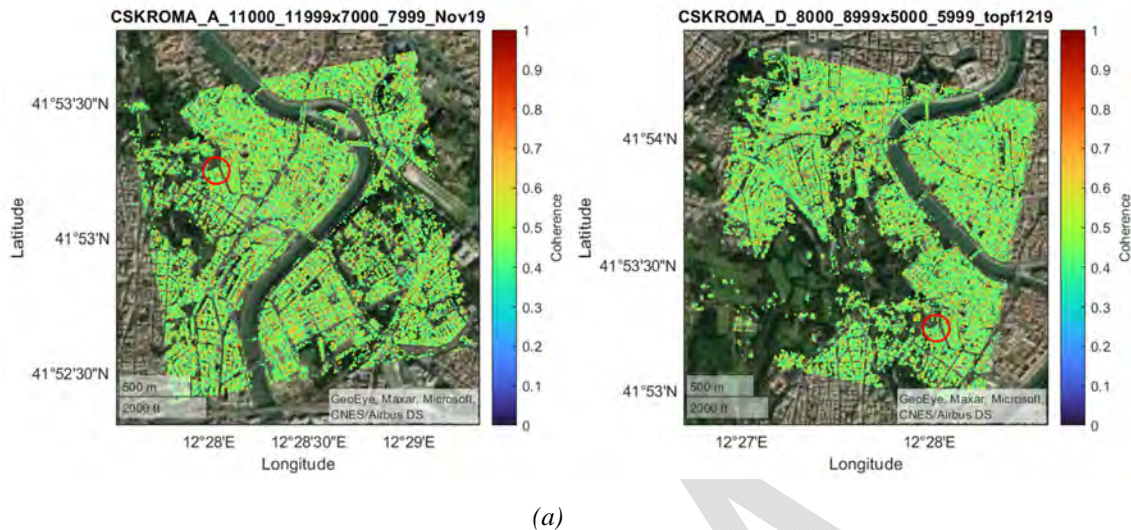 CSKROMA_A_11000_11999x7000_7999_Nov19
41°53'30"N
41°53'N
41°52'30"N
Latitude
500 m
2000 ft
GeoEye, Maxar, Microsoft,
CNES/Airbus DS
12°28'E
12°28'30"E
12°29'E
Longitude
1
0.9
0.8
0.7
0.6
0.5
0.4
0.3
0.2
0.1
0
Coherence
CSKROMA_D_8000_8999x5000_5999_topf1219
41°54'N
41°53'30"N
41°53'N
Latitude
500 m
2000 ft
GeoEye, Maxar, Microsoft,
CNES/Airbus DS
12°27'E
12°28'E
Longitude
1
0.9
0.8
0.7
0.6
0.5
0.4
0.3
0.2
0.1
0
Coherence
(a)